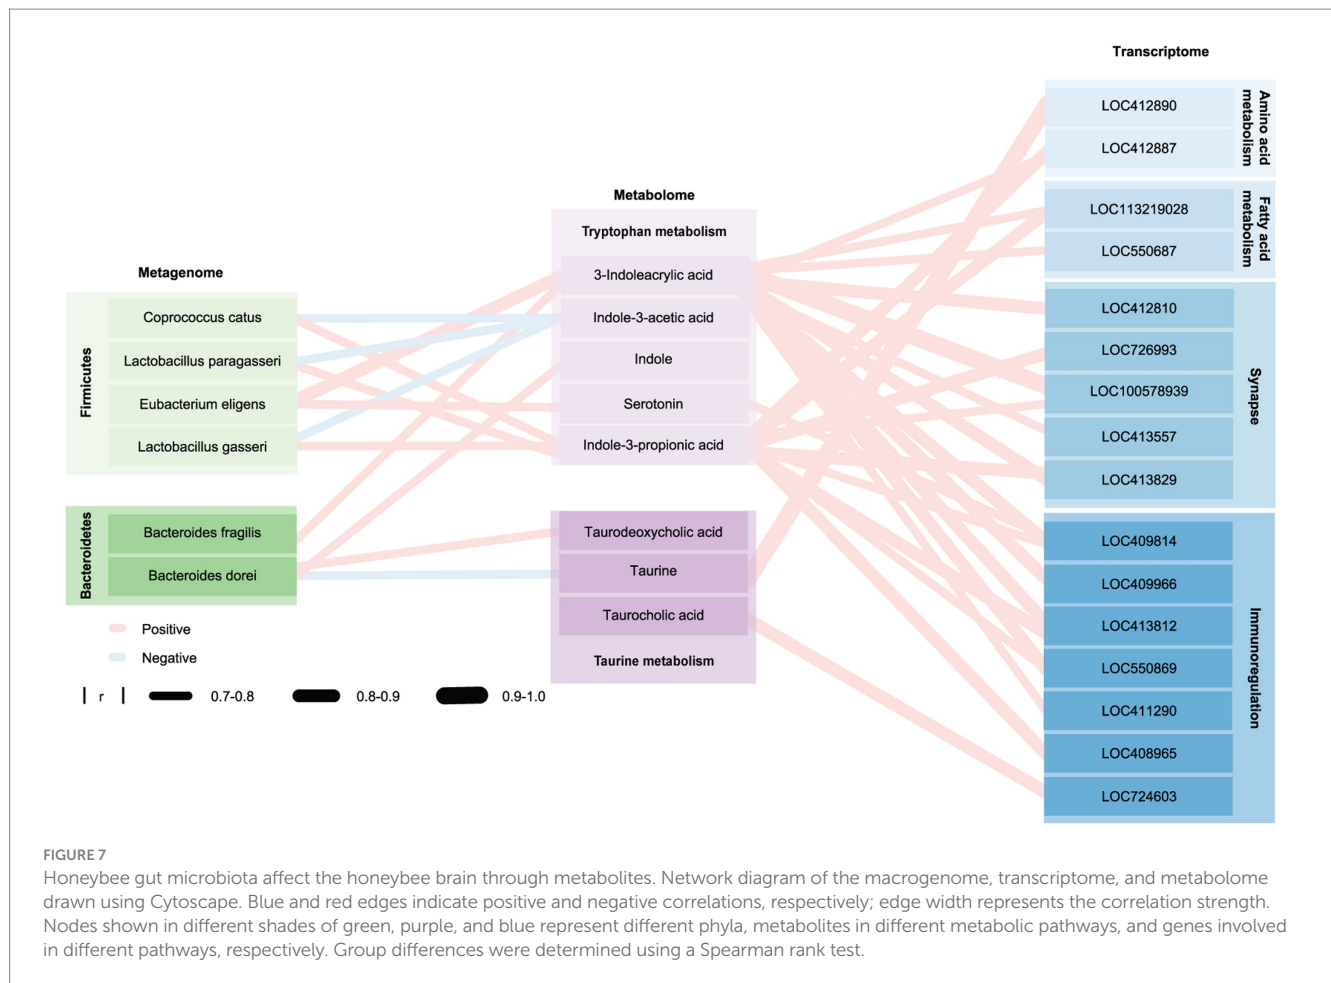 Transcriptome
Metabolome
Metagenome
Firmicutes
Coprococcus catus
Lactobacillus paragasseri
Eubacterium eligens
Lactobacillus gasseri
Bacteroidetes
Bacteroides fragilis
Bacteroides dorei
Positive
Negative
| r |
0.7-0.8
0.8-0.9
0.9-1.0
Tryptophan metabolism
3-Indoleacrylic acid
Indole-3-acetic acid
Indole
Serotonin
Indole-3-propionic acid
Taurodeoxycholic acid
Taurine
Taurocholic acid
Taurine metabolism
LOC412890
LOC412887
Amino acid
metabolism
LOC113219028
LOC550687
Fatty acid
metabolism
LOC412810
LOC726993
LOC100578939
LOC413557
LOC413829
Synapse
LOC409814
LOC409966
LOC413812
LOC550869
LOC411290
LOC408965
LOC724603
Immunoregulation
FIGURE 7
Honeybee gut microbiota affect the honeybee brain through metabolites. Network diagram of the macrogenome, transcriptome, and metabolome
drawn using Cytoscape. Blue and red edges indicate positive and negative correlations, respectively; edge width represents the correlation strength.
Nodes shown in different shades of green, purple, and blue represent different phyla, metabolites in different metabolic pathways, and genes involved
in different pathways, respectively. Group differences were determined using a Spearman rank test.